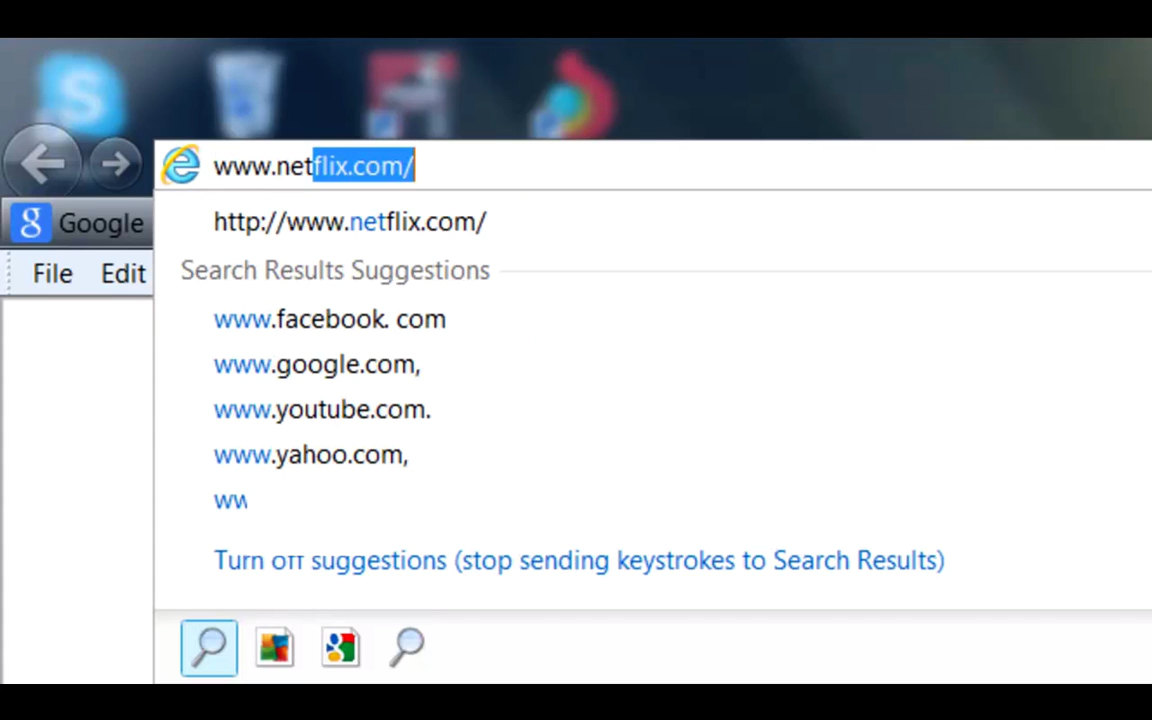 www.netflix.com/
http://www.netflix.com/
Google
Search Results Suggestions
File Edit
www.facebook. com
www.google.com,
www.youtube.com.
www.yahoo.com,
Turn off suggestions (stop sending keystrokes to Search Results)